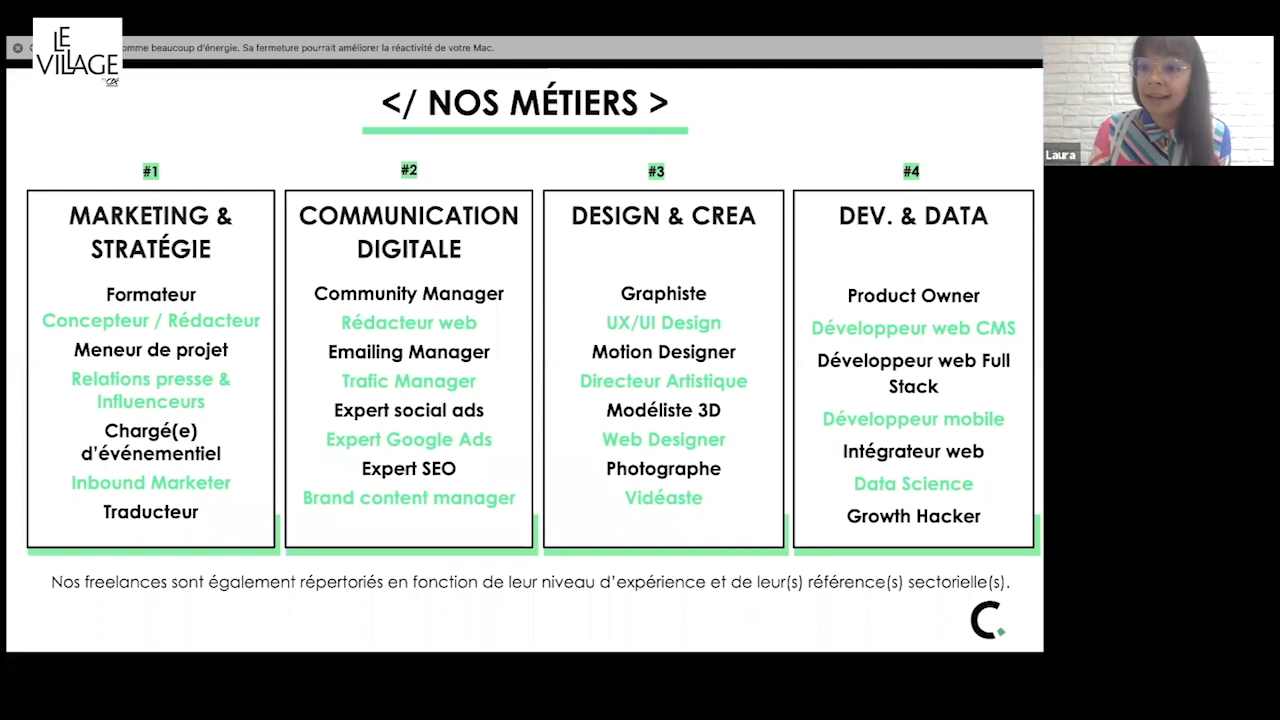 LE
VILLAGE
by CA
omme beaucoup d'énergie. Sa fermeture pourrait améliorer la réactivité de votre Mac.
</ NOS MÉTIERS >
Laura
#1
MARKETING &
STRATÉGIE
Formateur
Concepteur / Rédacteur
Meneur de projet
Relations presse &
Influenceurs
Chargé(e)
d'événementiel
Inbound Marketer
Traducteur
#2
COMMUNICATION
DIGITALE
Community Manager
Rédacteur web
Emailing Manager
Trafic Manager
Expert social ads
Expert Google Ads
Expert SEO
Brand content manager
#3
DESIGN & CREA
Graphiste
UX/UI Design
Motion Designer
Directeur Artistique
Modéliste 3D
Web Designer
Photographe
Vidéaste
#4
DEV. & DATA
Product Owner
Développeur web CMS
Développeur web Full
Stack
Développeur mobile
Intégrateur web
Data Science
Growth Hacker
Nos freelances sont également répertoriés en fonction de leur niveau d'expérience et de leur(s) référence(s) sectorielle(s).
C.